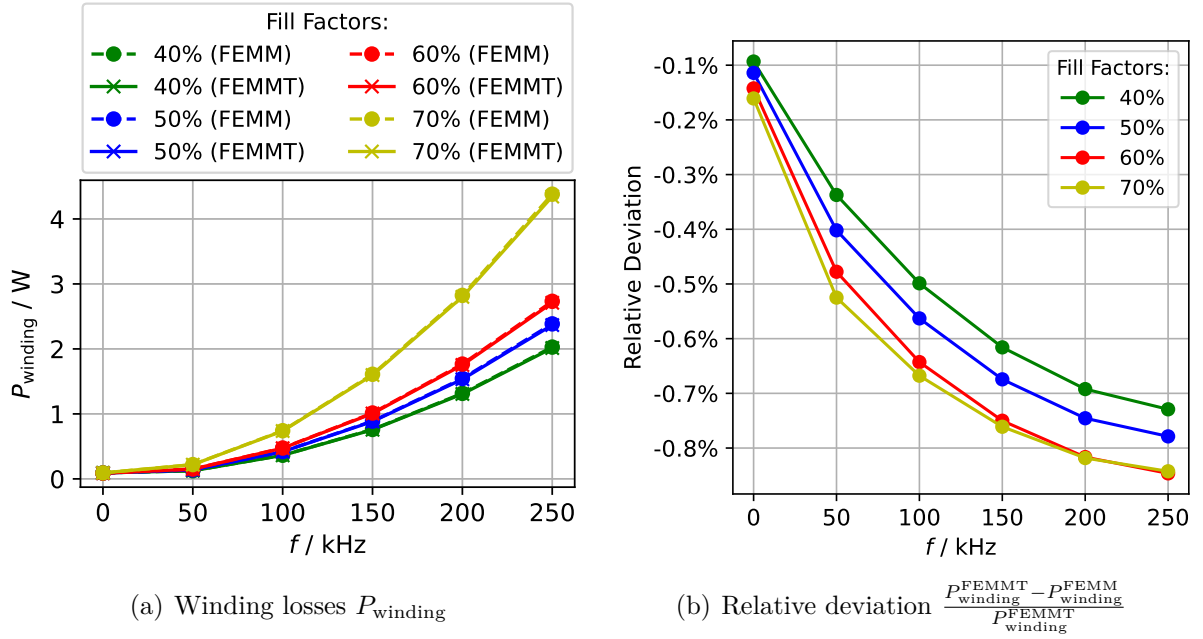 Fill Factors:
40% (FEMM) 60% (FEMM)
40% (FEMMT) 60% (FEMMT)
50% (FEMM) 70% (FEMM)
50% (FEMMT) 70% (FEMMT)
4
3
2
1
0
P_winding / W
0 50 100 150 200 250
f / kHz
(a) Winding losses P_winding
-0.1%
-0.2%
-0.3%
-0.4%
-0.5%
-0.6%
-0.7%
-0.8%
Relative Deviation
Fill Factors:
40%
50%
60%
70%
0 50 100 150 200 250
f / kHz
(b) Relative deviation (P_winding^FEMMT − P_winding^FEMM) / P_winding^FEMMT